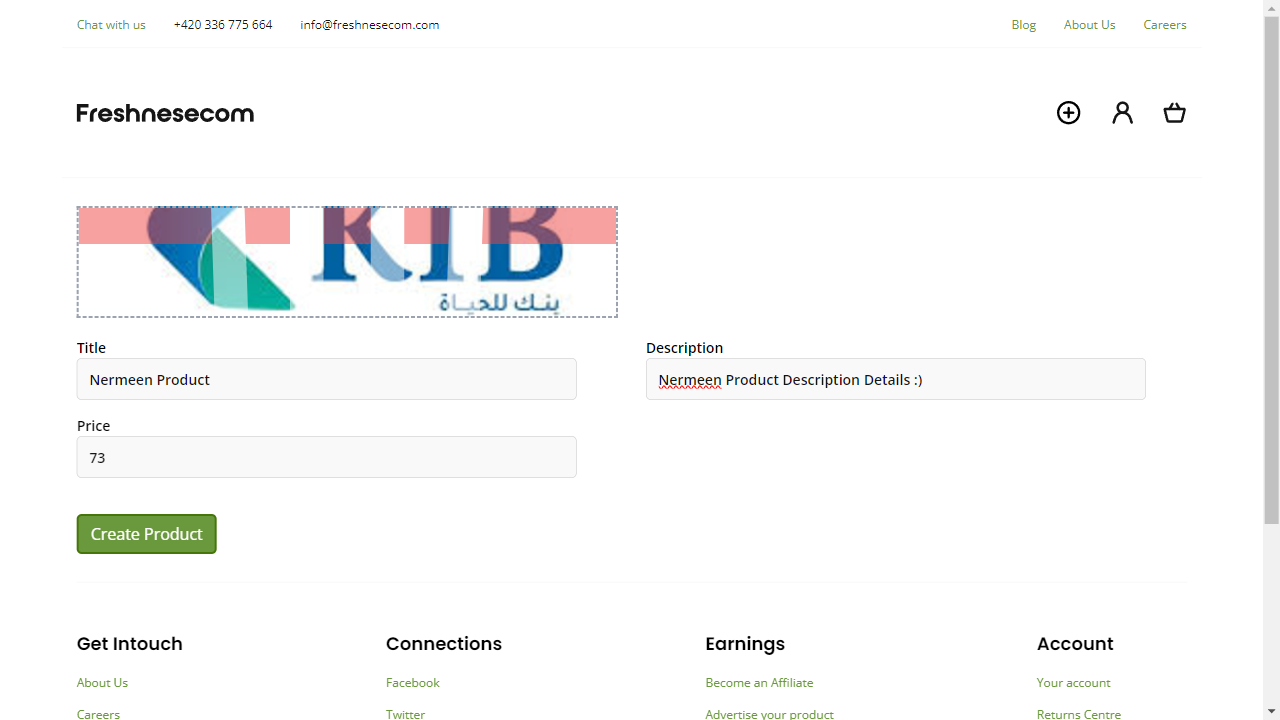 Chat with us +420 336 775 664 info@freshnesecom.com Blog About Us Careers
Freshnesecom
KIB
بنك للحياة
Title Description
Nermeen Product Nermeen Product Description Details :)
Price
73
Create Product
Get Intouch Connections Earnings Account
About Us Facebook Become an Affiliate Your account
Careers Twitter Advertise your product Returns Centre